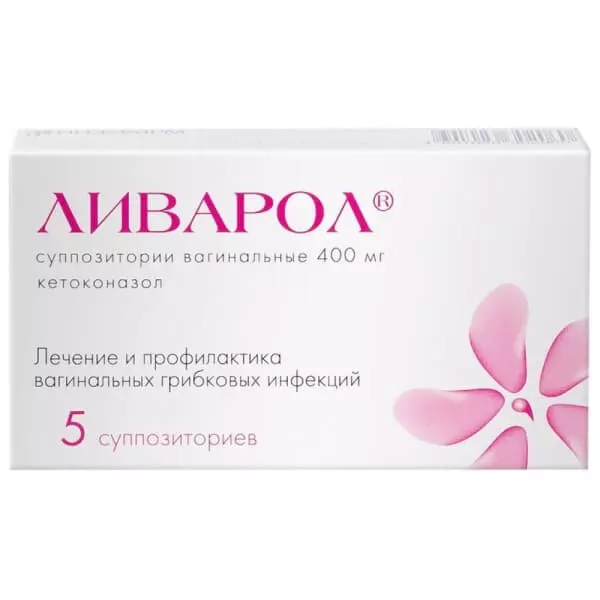 ЛИВАРОЛ®
суппозитории вагинальные 400 мг
кетоконазол
Лечение и профилактика
вагинальных грибковых инфекций
5 суппозиториев